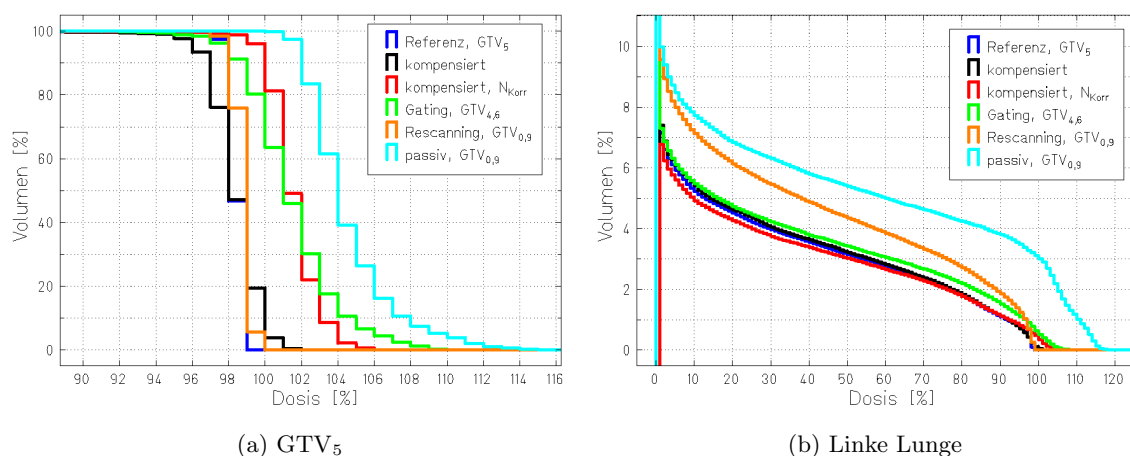 Volumen [%]
100
80
60
40
20
0
90 92 94 96 98 100 102 104 106 108 110 112 114 116
Dosis [%]
Referenz, GTV₅
kompensiert
kompensiert, N_Korr
Gating, GTV₄,₆
Rescanning, GTV₀,₉
passiv, GTV₀,₉
(a) GTV₅
Volumen [%]
10
8
6
4
2
0
0 10 20 30 40 50 60 70 80 90 100 110 120
Dosis [%]
Referenz, GTV₅
kompensiert
kompensiert, N_Korr
Gating, GTV₄,₆
Rescanning, GTV₀,₉
passiv, GTV₀,₉
(b) Linke Lunge